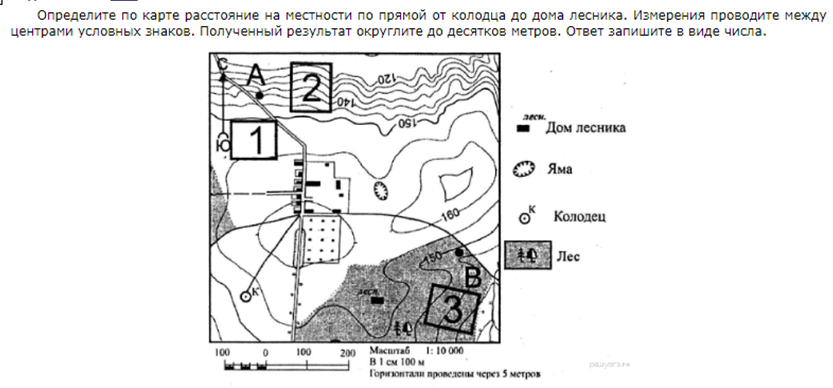 Определите по карте расстояние на местности по прямой от колодца до дома лесника. Измерения проводите между
центрами условных знаков. Полученный результат округлите до десятков метров. Ответ запишите в виде числа.
С
А
2
120
140
150
1
Ю
160
150
В
3
К
лесн.
лесн.
Дом лесника
Яма
К
Колодец
Лес
100 0 100 200
Масштаб 1: 10 000
В 1 см 100 м
Горизонтали проведены через 5 метров